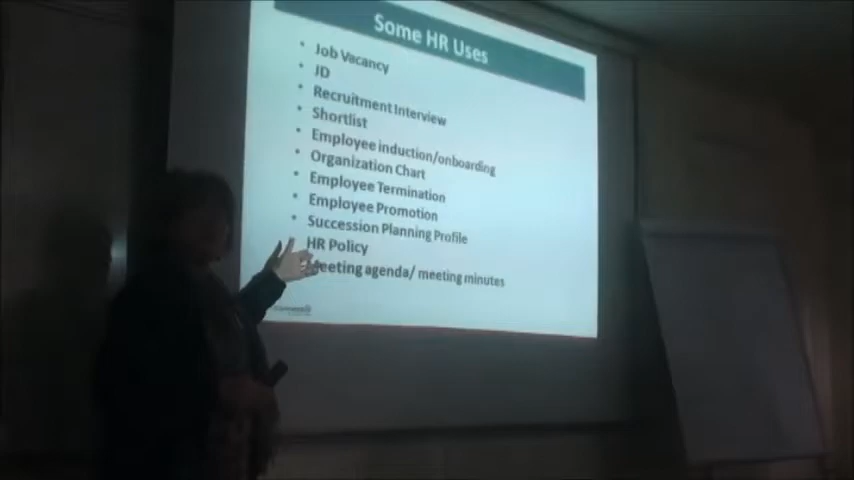 Some HR Uses
• Job Vacancy
• JD
• Recruitment Interview
• Shortlist
• Employee induction/onboarding
• Organization Chart
• Employee Termination
• Employee Promotion
• Succession Planning Profile
HR Policy
Meeting agenda/ meeting minutes